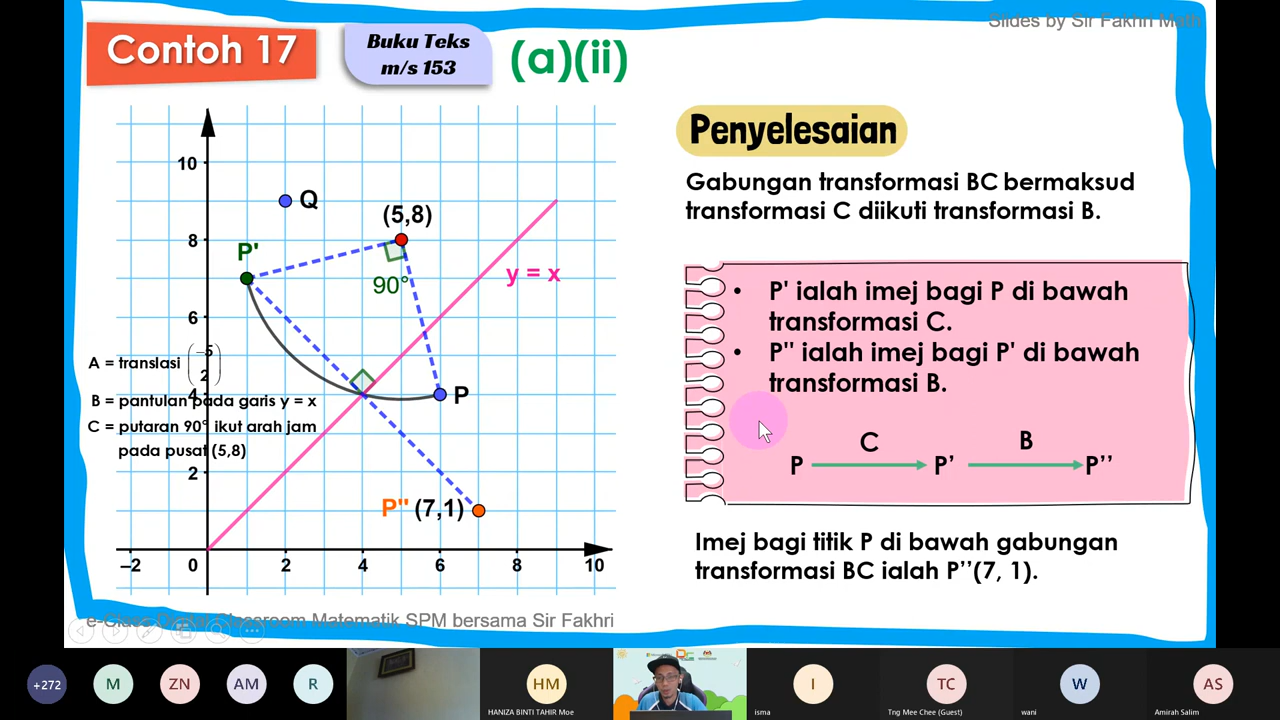 Slides by Sir Fakhri Math
Contoh 17
Buku Teks
m/s 153
(a)(ii)
Penyelesaian
Gabungan transformasi BC bermaksud
transformasi C diikuti transformasi B.
• P' ialah imej bagi P di bawah
transformasi C.
• P'' ialah imej bagi P' di bawah
transformasi B.
P C P’ B P’’
Imej bagi titik P di bawah gabungan
transformasi BC ialah P’’(7, 1).
10
Q
(5,8)
8
P'
90°
y = x
6
A = translasi (−5 2)
4
P
B = pantulan pada garis y = x
C = putaran 90° ikut arah jam
pada pusat (5,8)
2
P'' (7,1)
−2 0 2 4 6 8 10
e-Class Digital Classroom Matematik SPM bersama Sir Fakhri
+272
M
ZN
AM
R
HM
HANIZA BINTI TAHIR Moe
I
isma
TC
Tng Mee Chee (Guest)
W
wani
AS
Amirah Salim